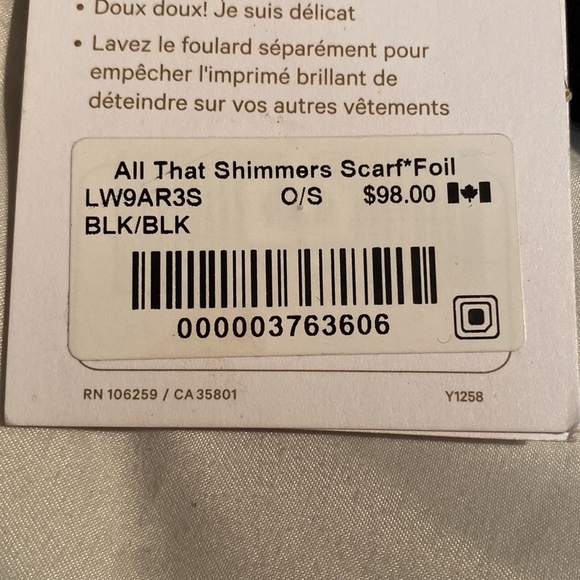 • Doux doux! Je suis délicat
• Lavez le foulard séparément pour
empêcher l'imprimé brillant de
déteindre sur vos autres vêtements
All That Shimmers Scarf*Foil
LW9AR3S O/S $98.00
BLK/BLK
000003763606
RN 106259 / CA 35801 Y1258